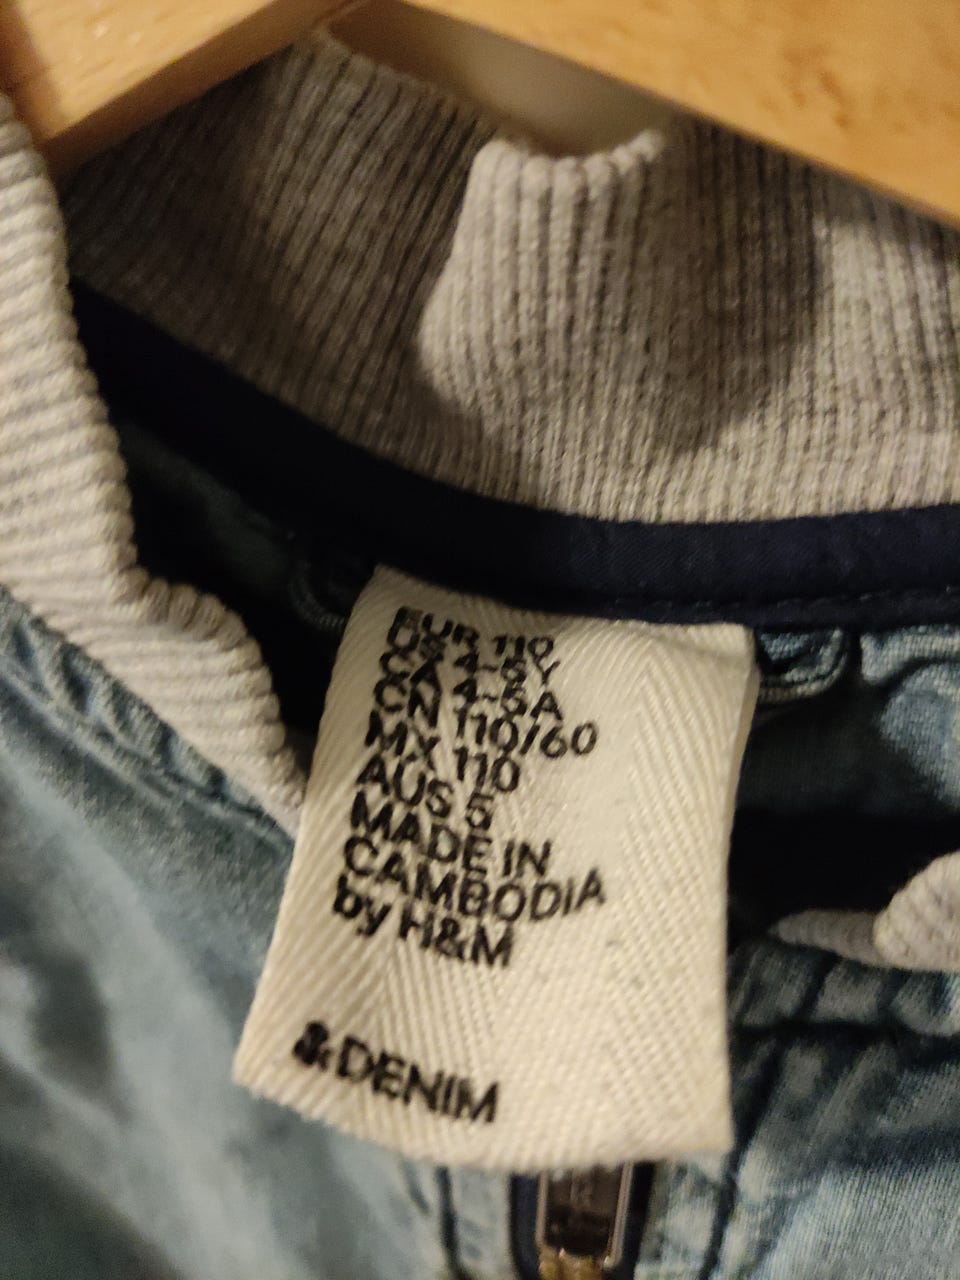 EUR 110
US 4-5Y
CA 4-5A
CN 110/60
MX 110
AUS 5
MADE IN
CAMBODIA
by H&M
&DENIM